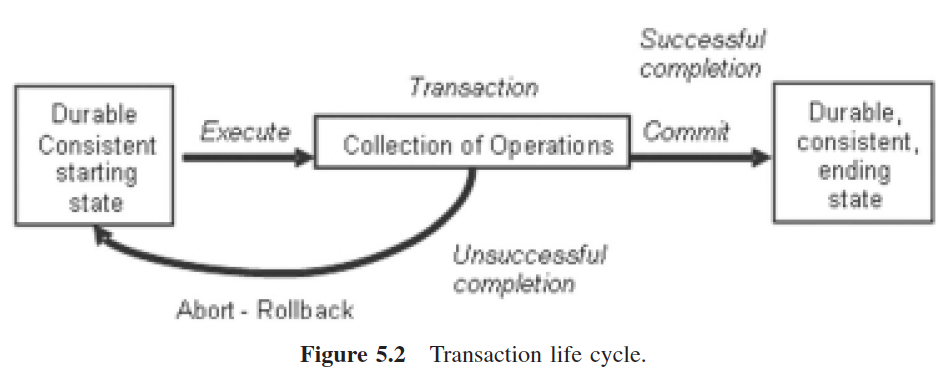 Successful
completion
Transaction
Durable
Consistent
starting
state
Execute
Collection of Operations
Commit
Durable,
consistent,
ending
state
Unsuccessful
completion
Abort - Rollback
Figure 5.2 Transaction life cycle.